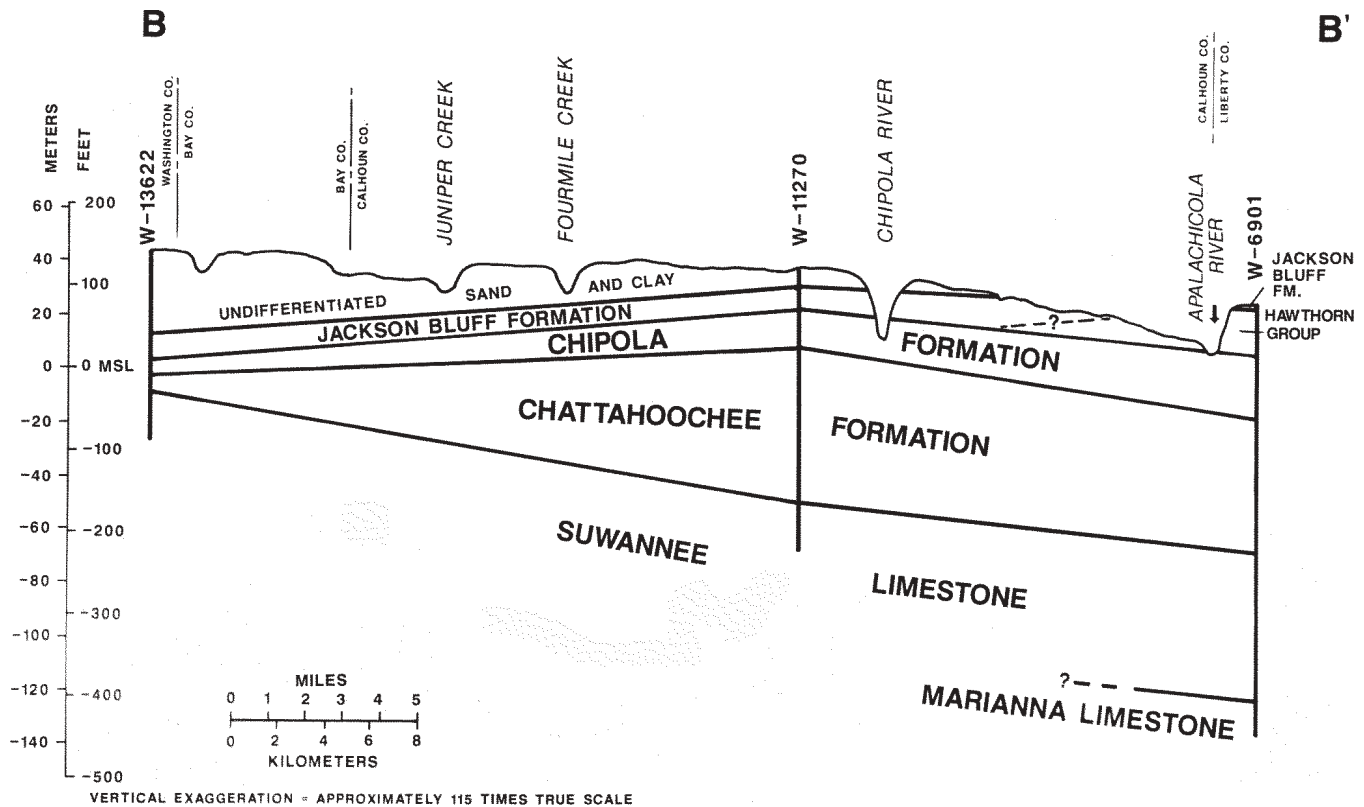 B
B'
WASHINGTON CO.
BAY CO.
BAY CO.
CALHOUN CO.
JUNIPER CREEK
FOURMILE CREEK
CHIPOLA RIVER
CALHOUN CO.
LIBERTY CO.
APALACHICOLA
RIVER
METERS
FEET
W-13622
W-11270
W-6901
60
200
40
100
20
0
0 MSL
-20
-100
-40
-60
-200
-80
-300
-100
-120
-400
-140
-500
JACKSON
BLUFF
FM.
HAWTHORN
GROUP
UNDIFFERENTIATED SAND AND CLAY
JACKSON BLUFF FORMATION
?
CHIPOLA FORMATION
CHATTAHOOCHEE FORMATION
SUWANNEE LIMESTONE
?
MARIANNA LIMESTONE
MILES
0 1 2 3 4 5
0 2 4 6 8
KILOMETERS
VERTICAL EXAGGERATION = APPROXIMATELY 115 TIMES TRUE SCALE